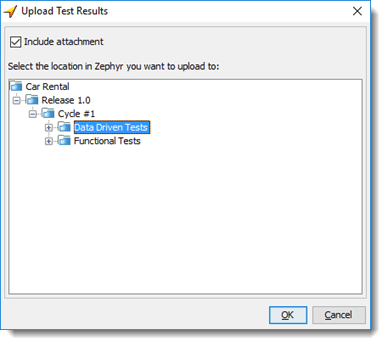 Upload Test Results
Include attachment
Select the location in Zephyr you want to upload to:
Car Rental
Release 1.0
Cycle #1
Data Driven Tests
Functional Tests
OK Cancel